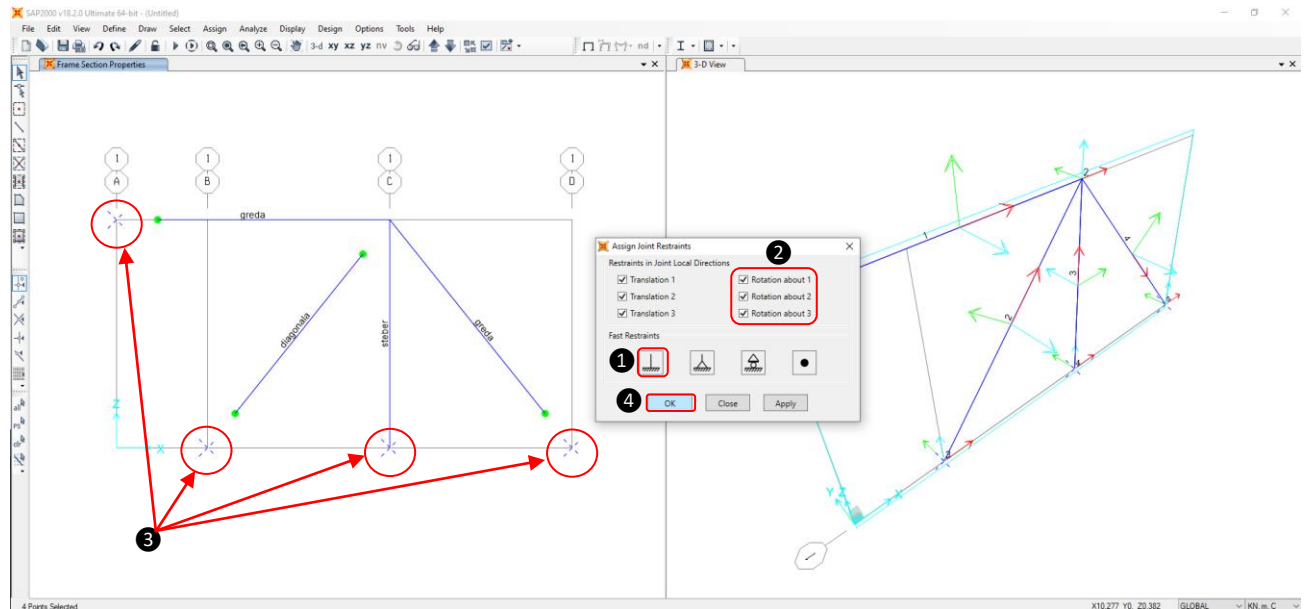 SAP2000 v18.2.0 Ultimate 64-bit - (Untitled)
File Edit View Define Draw Select Assign Analyze Display Design Options Tools Help
3-d xy xz yz nv
nd
Frame Section Properties
3-D View
1 1 1 1
A B C D
greda
diagonala
steber
greda
Z
X
3
Assign Joint Restraints
2
Restraints in Joint Local Directions
Translation 1 Rotation about 1
Translation 2 Rotation about 2
Translation 3 Rotation about 3
Fast Restraints
1
4 OK Close Apply
2
1
4
3
2
4
3
Y Z X
4 Points Selected
X10.277 Y0. Z0.382 GLOBAL KN, m, C